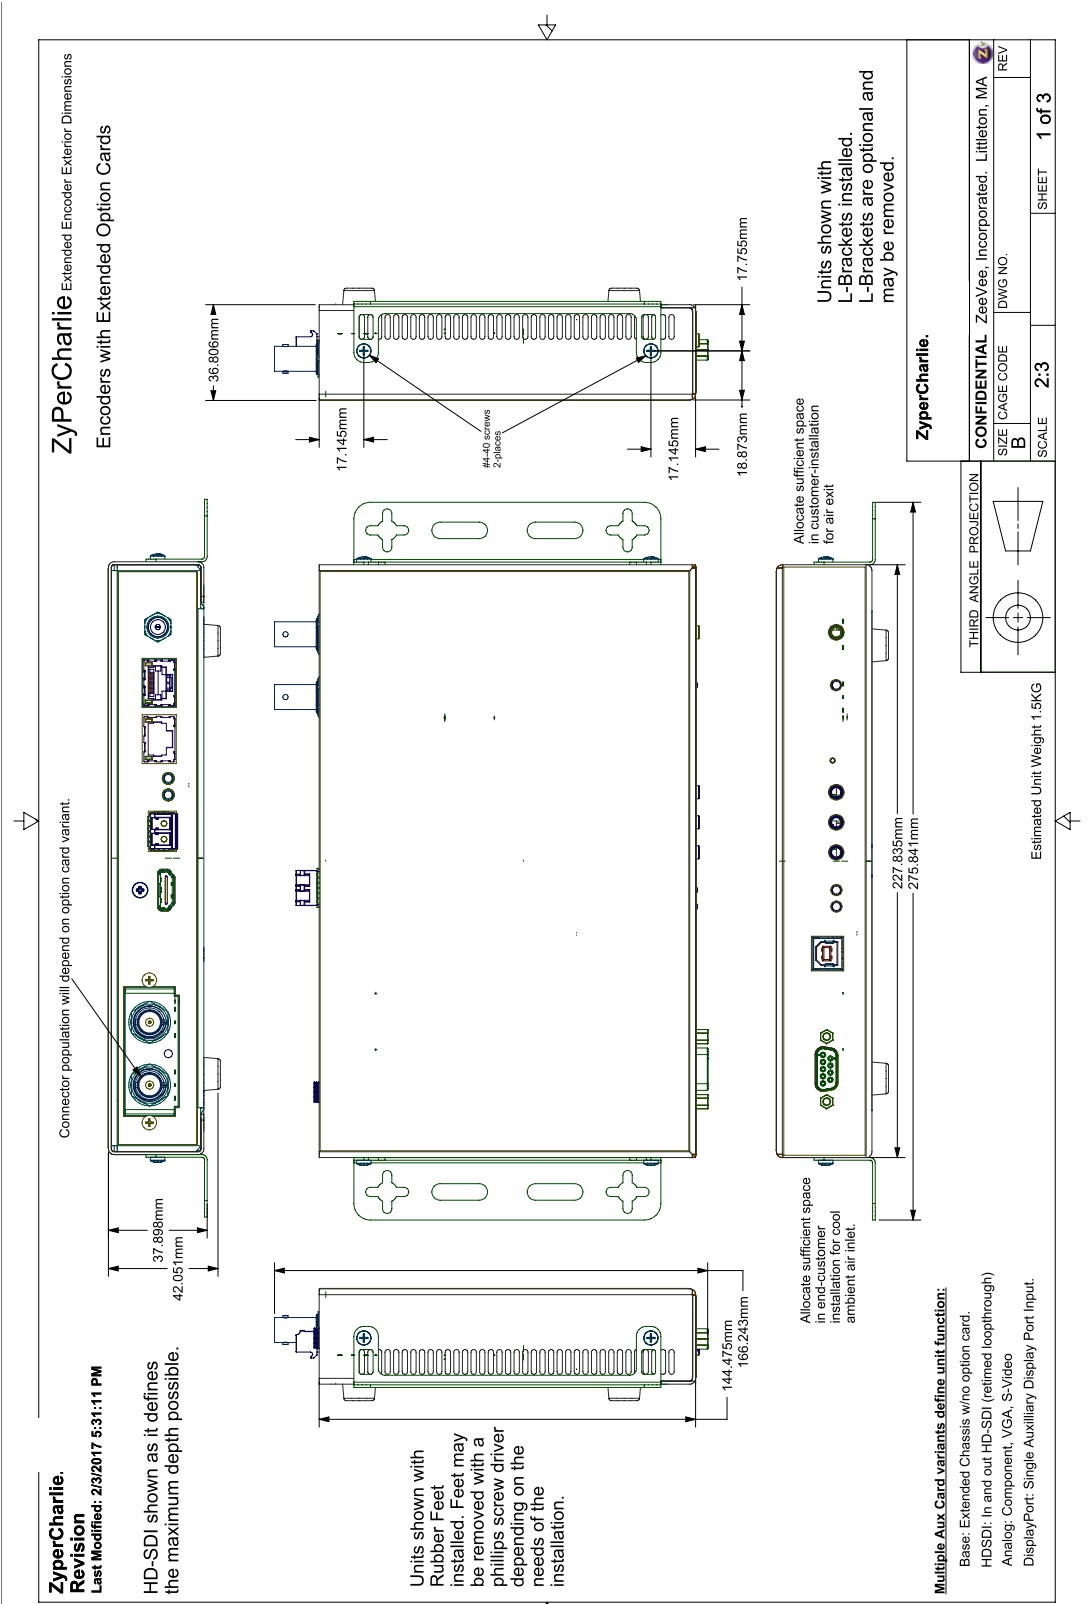 ZyperCharlie.
Revision
Last Modified: 2/3/2017 5:31:11 PM
HD-SDI shown as it defines
the maximum depth possible.
ZyPerCharlie Extended Encoder Exterior Dimensions
Encoders with Extended Option Cards
Connector population will depend on option card variant.
37.898mm
42.051mm
36.806mm
17.145mm
#4-40 screws
2-places
17.145mm
18.873mm
17.755mm
Units shown with
Rubber Feet
installed. Feet may
be removed with a
phillips screw driver
depending on the
needs of the
installation.
144.475mm
166.243mm
Units shown with
L-Brackets installed.
L-Brackets are optional and
may be removed.
Allocate sufficient space
in end-customer
installation for cool
ambient air inlet.
Allocate sufficient space
in customer-installation
for air exit
227.835mm
275.841mm
Multiple Aux Card variants define unit function:
Base: Extended Chassis w/no option card.
HDSDI: In and out HD-SDI (retimed loopthrough)
Analog: Component, VGA, S-Video
DisplayPort: Single Auxilliary Display Port Input.
Estimated Unit Weight 1.5KG
THIRD ANGLE PROJECTION
ZyperCharlie.
CONFIDENTIAL ZeeVee, Incorporated. Littleton, MA
Z
SIZE
B
CAGE CODE
DWG NO.
REV
SCALE 2:3
SHEET 1 of 3